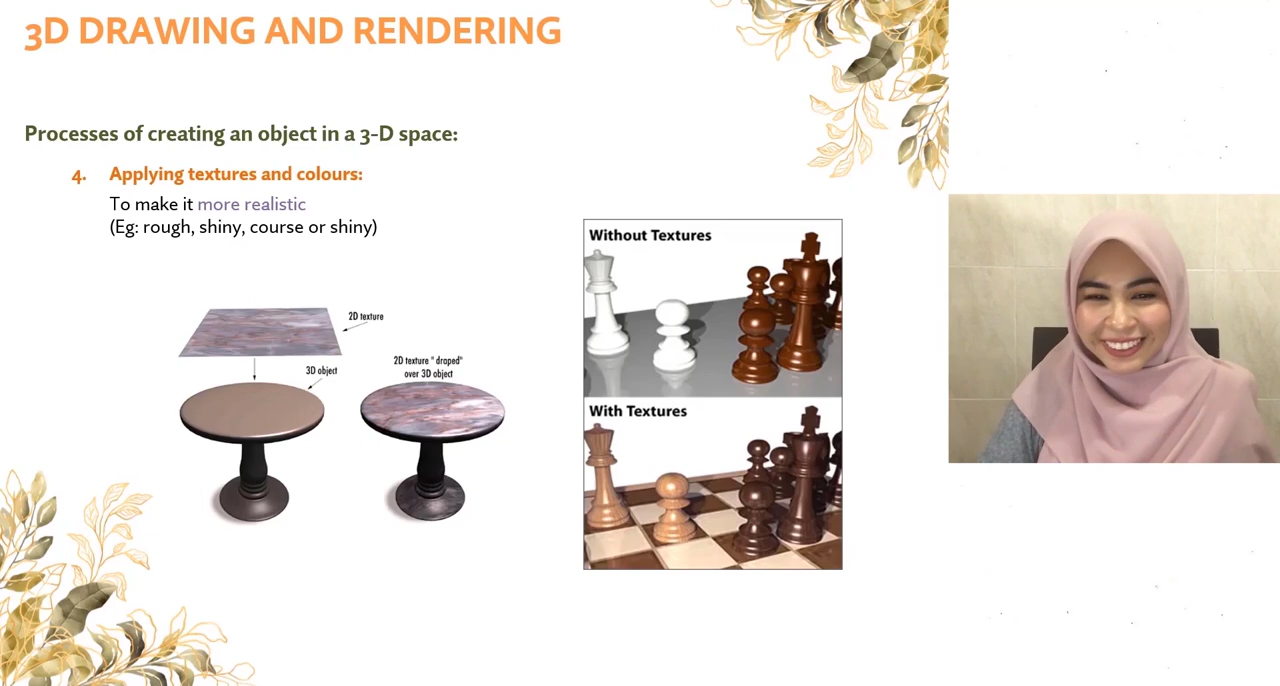 3D DRAWING AND RENDERING
Processes of creating an object in a 3-D space:
4. Applying textures and colours:
To make it more realistic
(Eg: rough, shiny, course or shiny)
2D texture
3D object
2D texture " draped"
over 3D object
Without Textures
With Textures